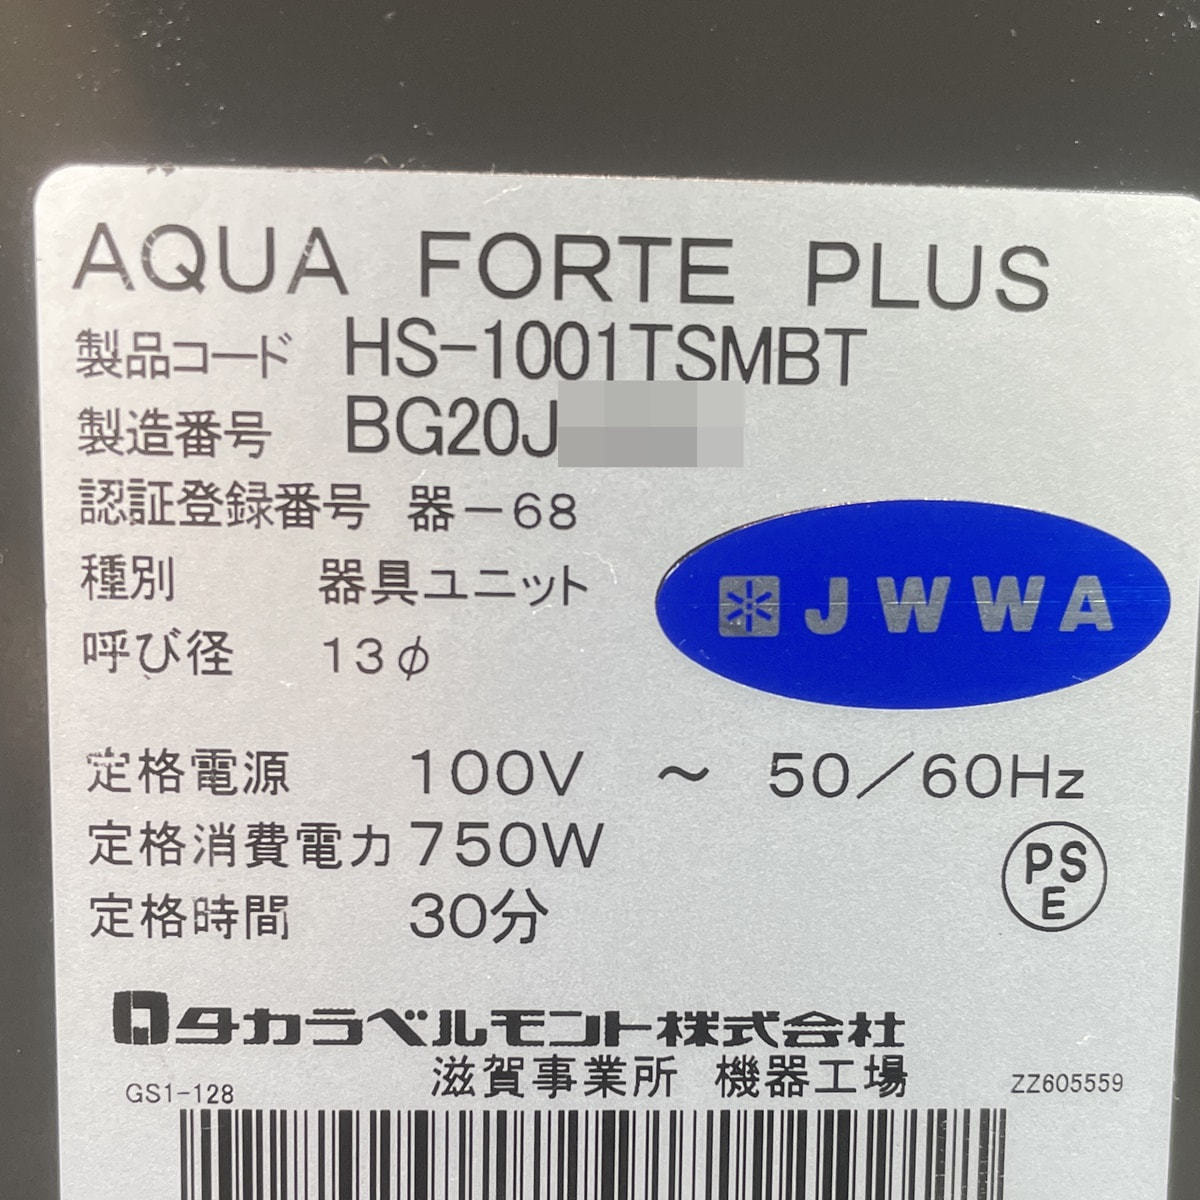 AQUA FORTE PLUS
製品コード HS-1001TSMBT
製造番号 BG20J
認証登録番号 器-68
種別 器具ユニット
呼び径 13φ
JWWA
定格電源 100V ～ 50/60Hz
定格消費電力 750W
定格時間 30分
PS
E
タカラベルモント株式会社
滋賀事業所 機器工場
GS1-128
ZZ605559